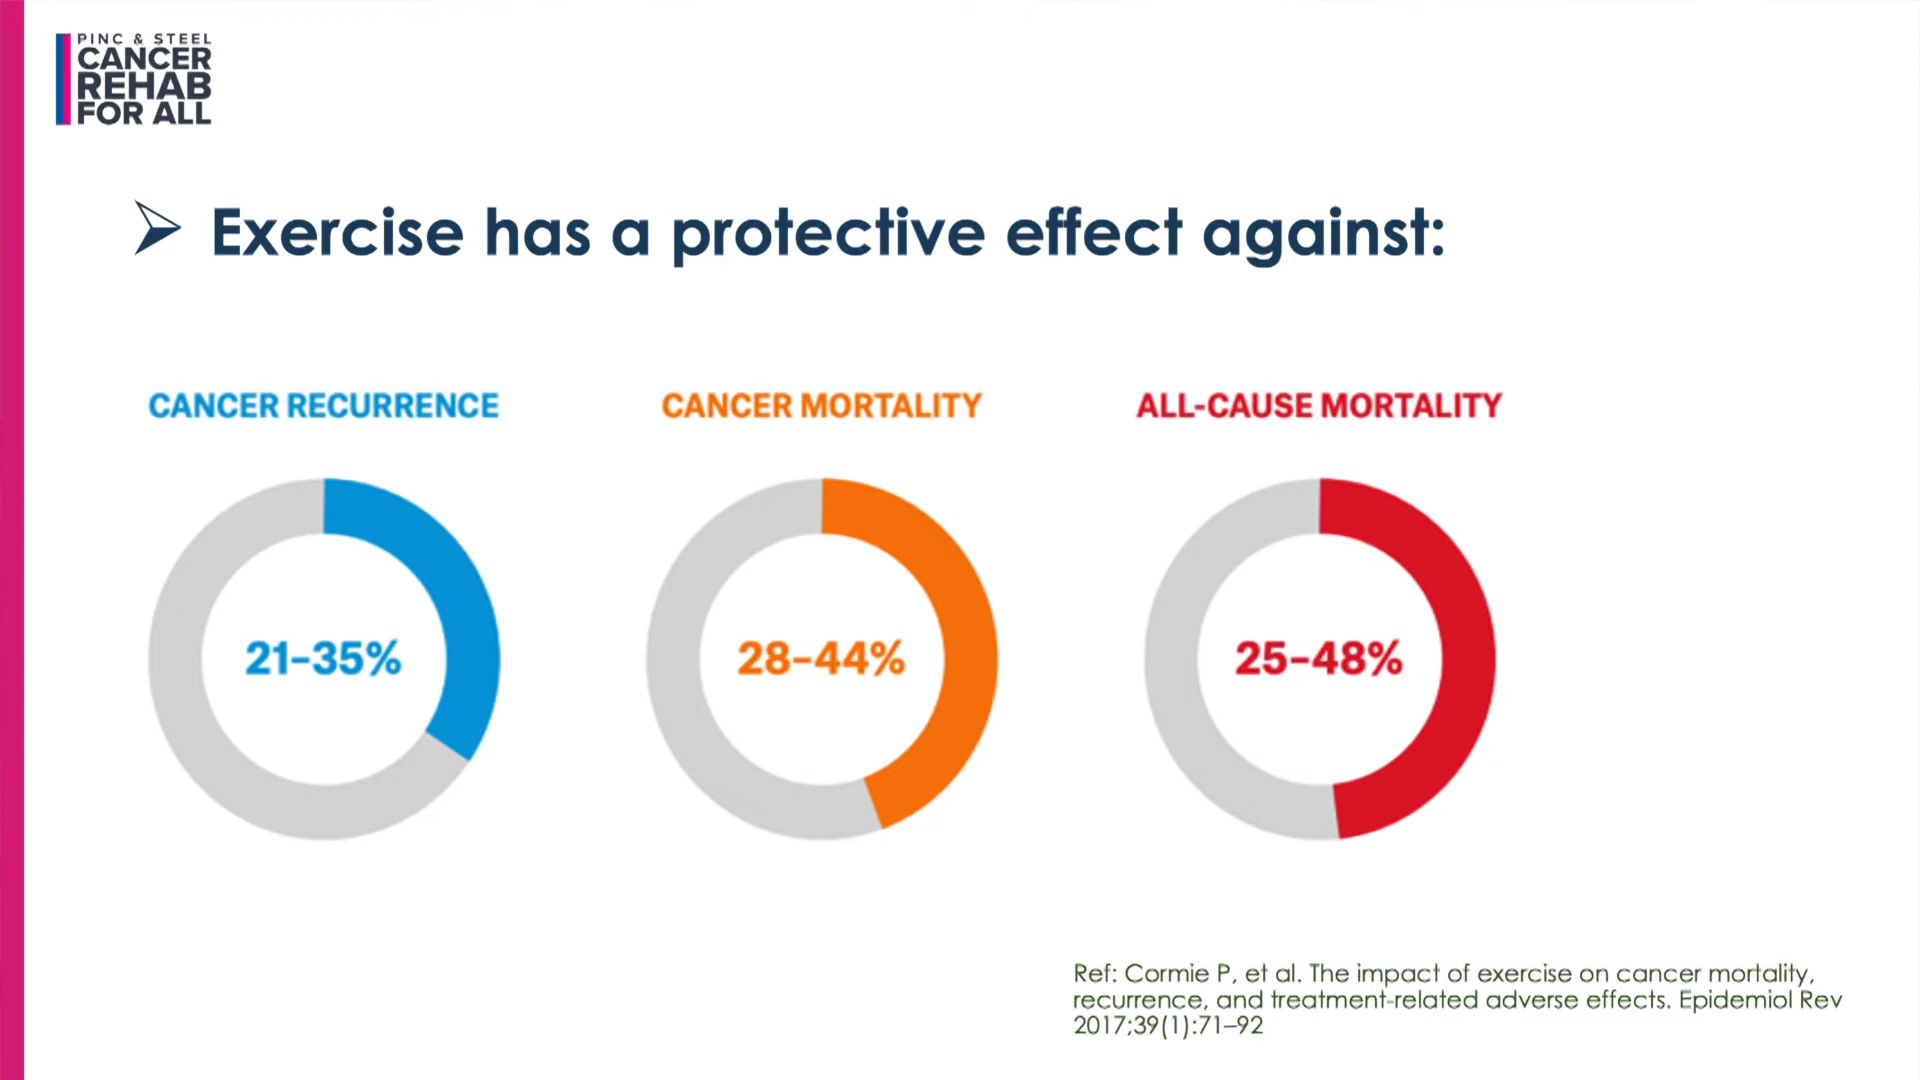 PINC & STEEL
CANCER
REHAB
FOR ALL
Exercise has a protective effect against:
CANCER RECURRENCE
CANCER MORTALITY
ALL-CAUSE MORTALITY
21–35%
28–44%
25–48%
Ref: Cormie P, et al. The impact of exercise on cancer mortality,
recurrence, and treatment-related adverse effects. Epidemiol Rev
2017;39(1):71–92